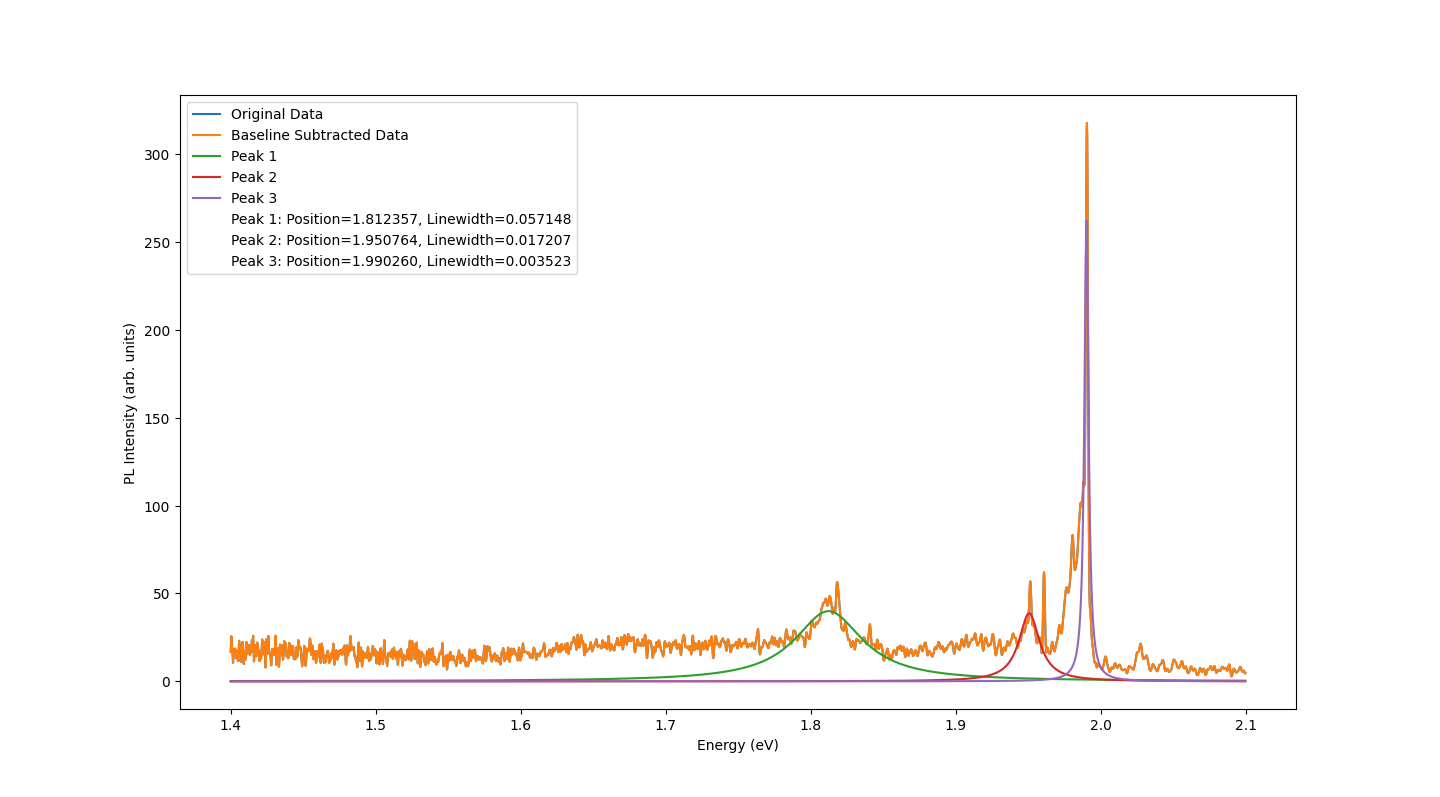 Original Data
Baseline Subtracted Data
Peak 1
Peak 2
Peak 3
Peak 1: Position=1.812357, Linewidth=0.057148
Peak 2: Position=1.950764, Linewidth=0.017207
Peak 3: Position=1.990260, Linewidth=0.003523
300
250
200
150
100
50
0
PL Intensity (arb. units)
1.4 1.5 1.6 1.7 1.8 1.9 2.0 2.1
Energy (eV)